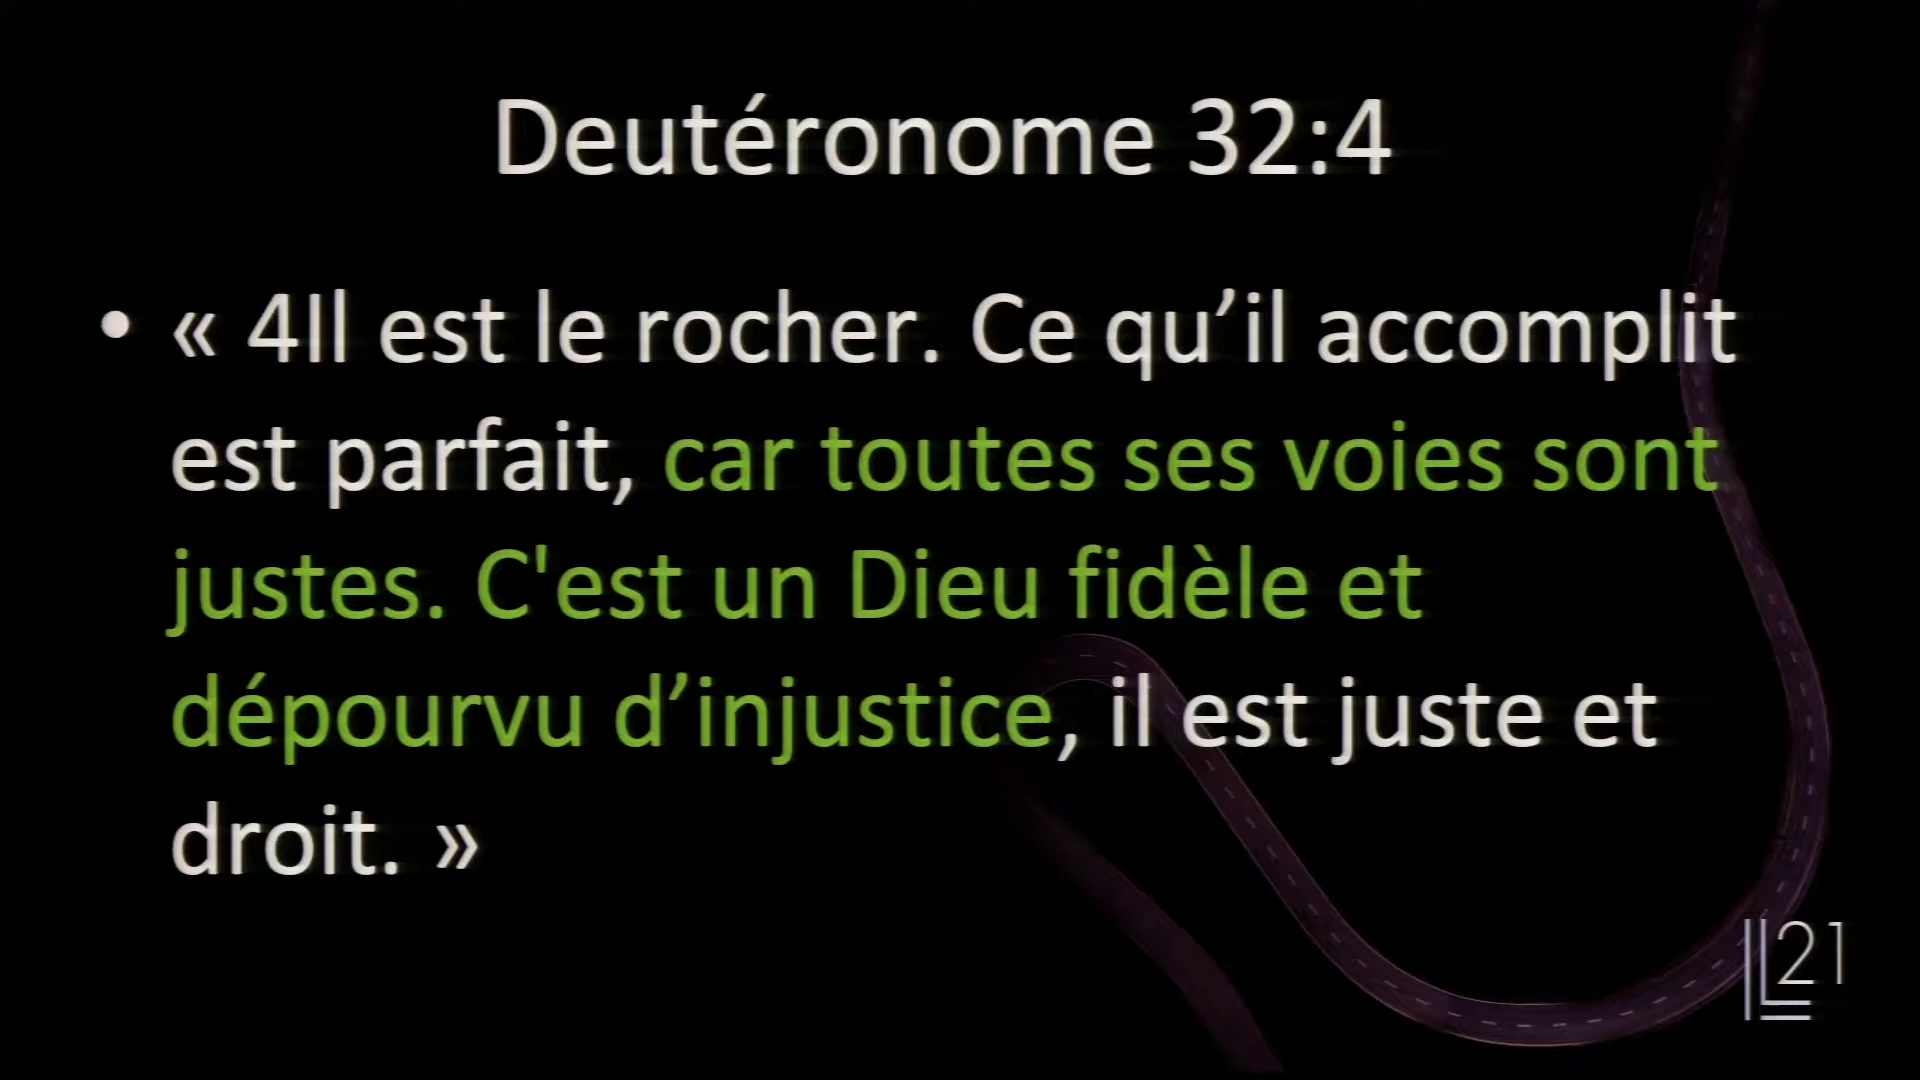 Deutéronome 32:4
• « 4Il est le rocher. Ce qu’il accomplit
est parfait, car toutes ses voies sont
justes. C'est un Dieu fidèle et
dépourvu d’injustice, il est juste et
droit. »
L21